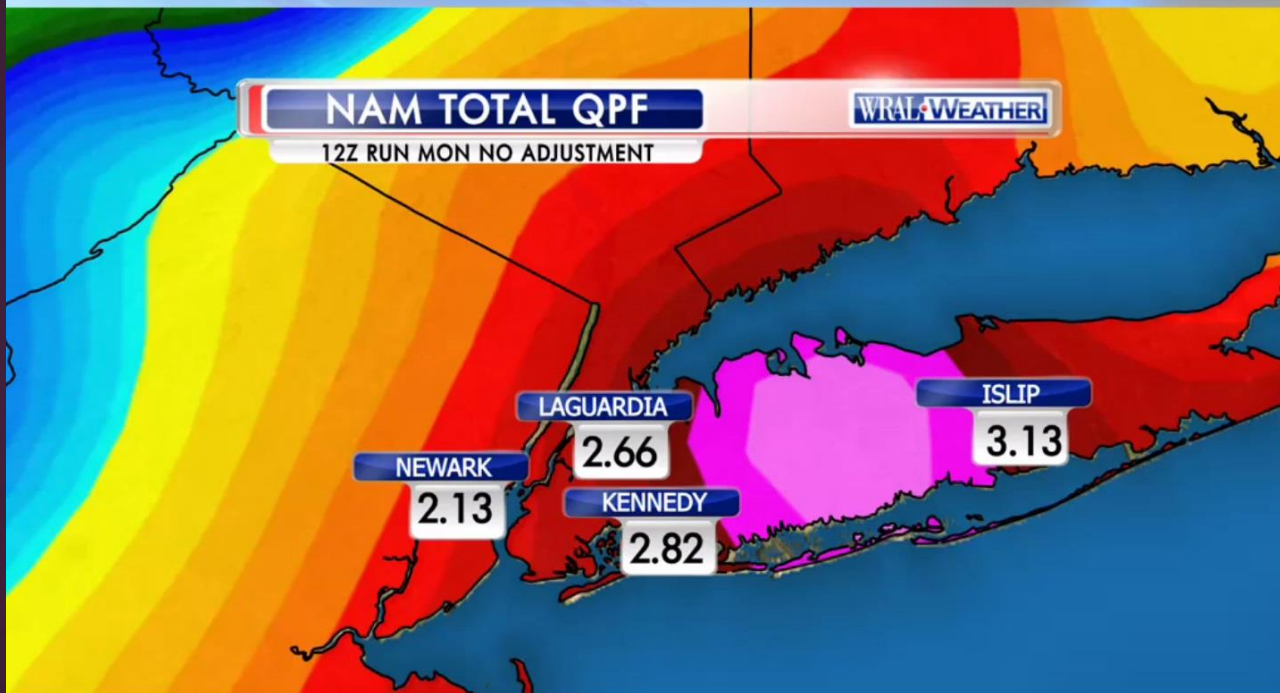 NAM TOTAL QPF
WRAL WEATHER
12Z RUN MON NO ADJUSTMENT
LAGUARDIA
2.66
ISLIP
3.13
NEWARK
2.13
KENNEDY
2.82